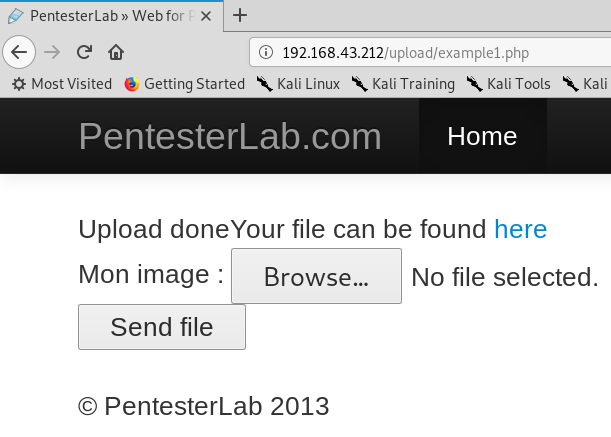 PentesterLab » Web for P
192.168.43.212/upload/example1.php
Most Visited Getting Started Kali Linux Kali Training Kali Tools Kali
PentesterLab.com Home
Upload doneYour file can be found here
Mon image : Browse... No file selected.
Send file
© PentesterLab 2013